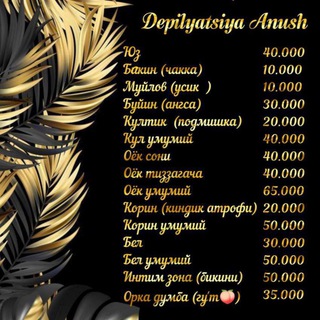 Depilyatsiya Anush
Юз 40.000
Бакин (чакка) 10.000
Муйлов (усик ) 10.000
Буйин (ангса) 30.000
Култик (подмишка) 20.000
Кул умумий 40.000
Оёк сони 40.000
Оёк тиззагача 40.000
Оёк умумий 65.000
Корин (киндик атрофи) 20.000
Корин умумий 50.000
Бел 30.000
Бел умумий 50.000
Интим зона (бикини) 50.000
Орка думба (gy'm🍑) 35.000